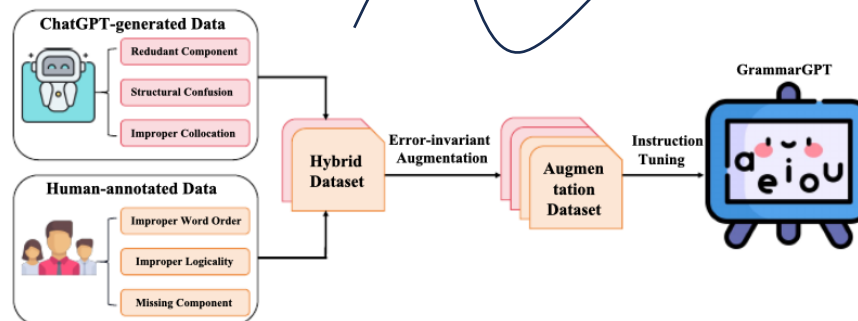 ChatGPT-generated Data
Redudant Component
Structural Confusion
Improper Collocation
Human-annotated Data
Improper Word Order
Improper Logicality
Missing Component
Hybrid
Dataset
Error-invariant
Augmentation
Augmen
tation
Dataset
Instruction
Tuning
GrammarGPT
a e i o u